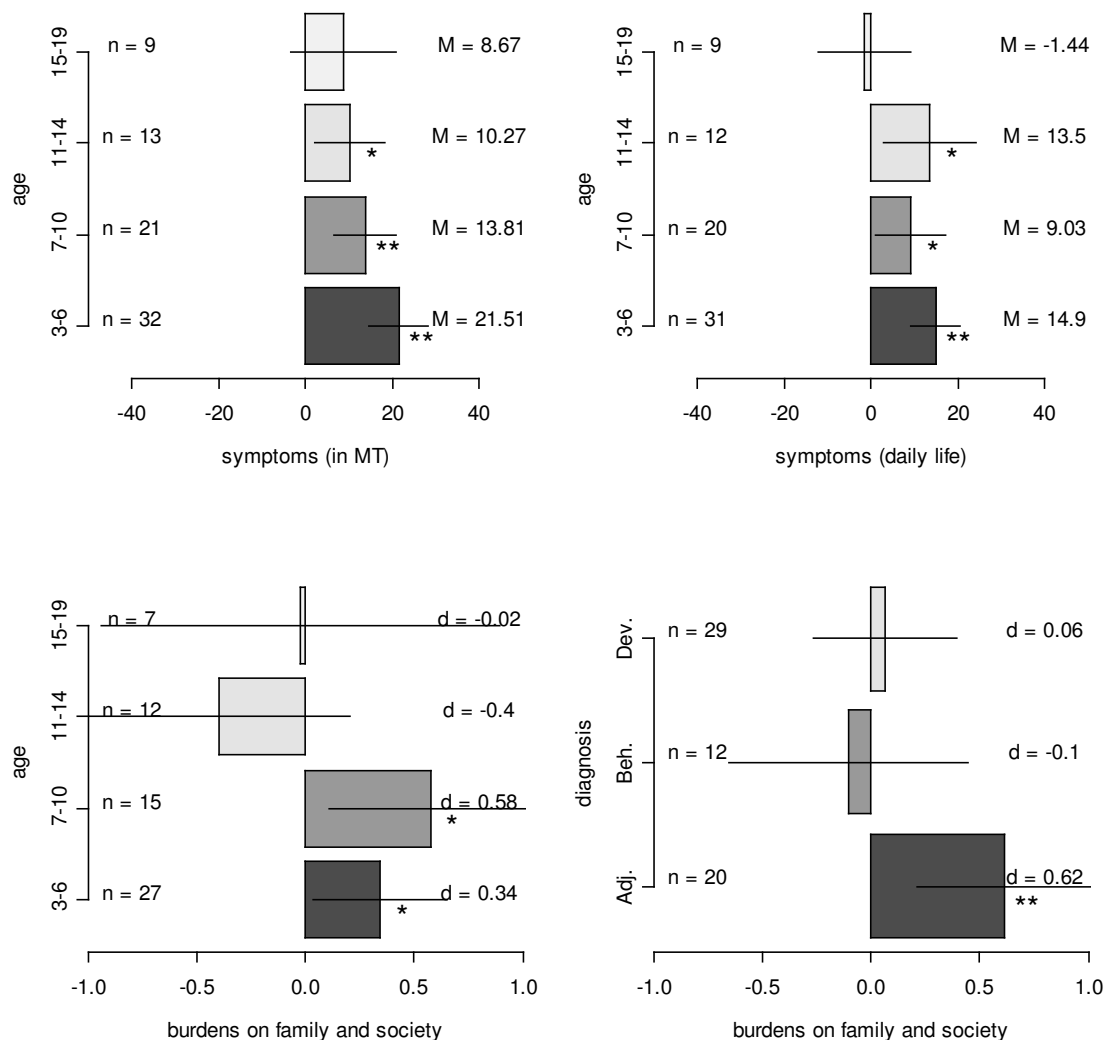 15-19
n = 9
M = 8.67
11-14
n = 13
M = 10.27
*
age
7-10
n = 21
M = 13.81
**
3-6
n = 32
M = 21.51
**
-40 -20 0 20 40
symptoms (in MT)
15-19
n = 9
M = -1.44
11-14
n = 12
M = 13.5
*
age
7-10
n = 20
M = 9.03
*
3-6
n = 31
M = 14.9
**
-40 -20 0 20 40
symptoms (daily life)
15-19
n = 7
d = -0.02
11-14
n = 12
d = -0.4
age
7-10
n = 15
d = 0.58
*
3-6
n = 27
d = 0.34
*
-1.0 -0.5 0.0 0.5 1.0
burdens on family and society
Dev.
n = 29
d = 0.06
diagnosis
Beh.
n = 12
d = -0.1
Adj.
n = 20
d = 0.62
**
-1.0 -0.5 0.0 0.5 1.0
burdens on family and society